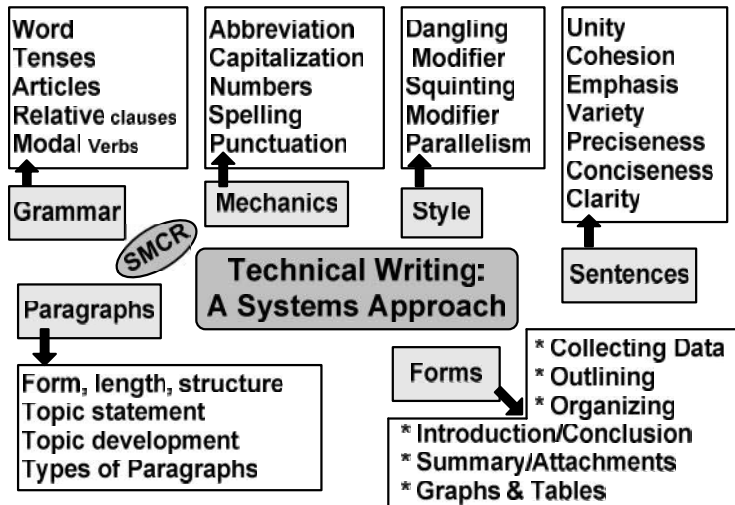 Word
Tenses
Articles
Relative clauses
Modal Verbs
Grammar
Abbreviation
Capitalization
Numbers
Spelling
Punctuation
Mechanics
Dangling
Modifier
Squinting
Modifier
Parallelism
Style
Unity
Cohesion
Emphasis
Variety
Preciseness
Conciseness
Clarity
Sentences
SMCR
Technical Writing:
A Systems Approach
Paragraphs
Form, length, structure
Topic statement
Topic development
Types of Paragraphs
Forms
* Collecting Data
* Outlining
* Organizing
* Introduction/Conclusion
* Summary/Attachments
* Graphs & Tables